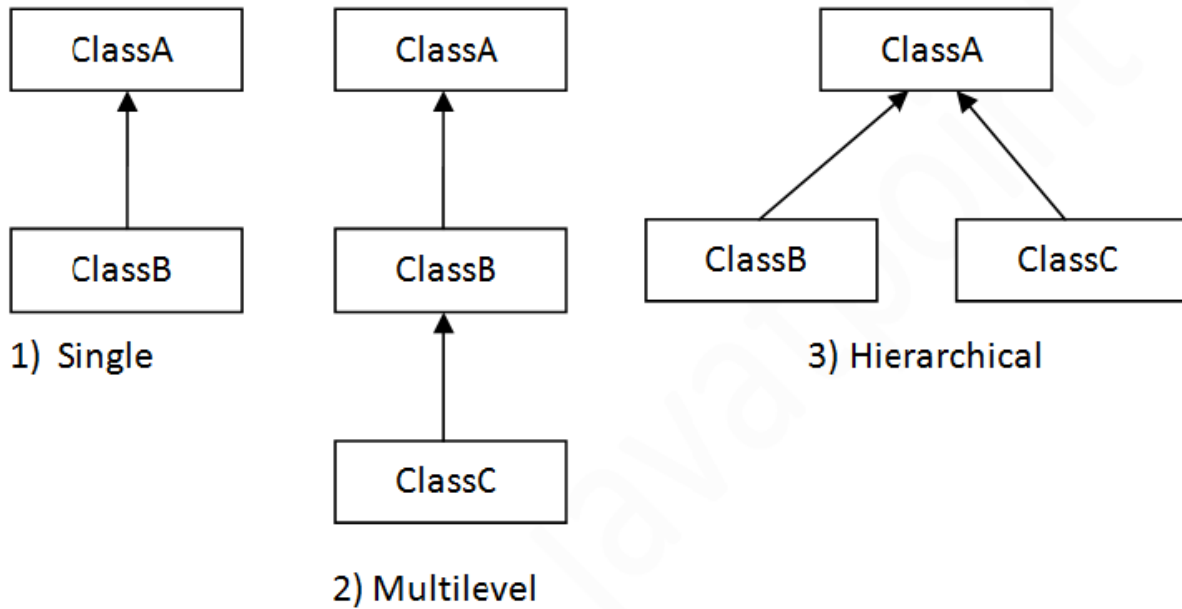 ClassA
ClassB
1) Single
ClassA
ClassB
ClassC
2) Multilevel
ClassA
ClassB
ClassC
3) Hierarchical